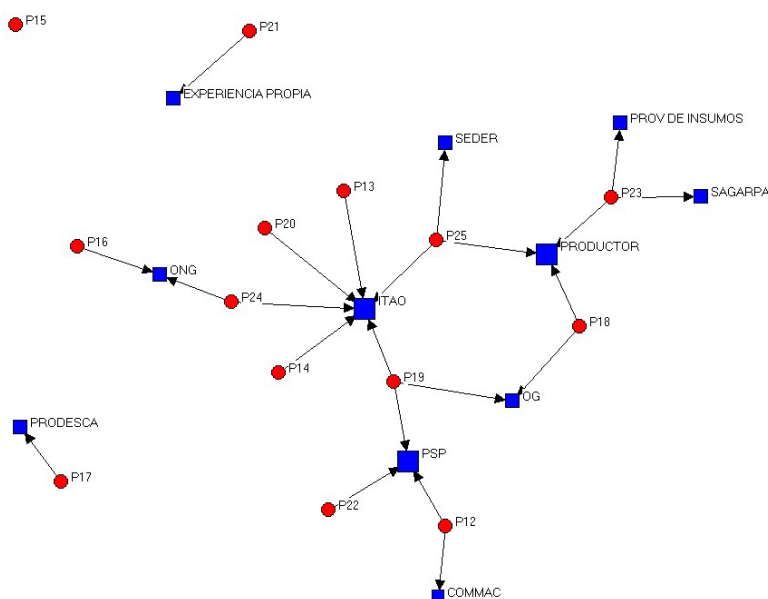 P15
P21
EXPERIENCIA PROPIA
PROV DE INSUMOS
SEDER
P13
P23
SAGARPA
P20
P25
P16
PRODUCTOR
ONG
P24
ITAO
P18
P14
P19
OG
PRODESCA
PSP
P17
P22
P12
COMMAC